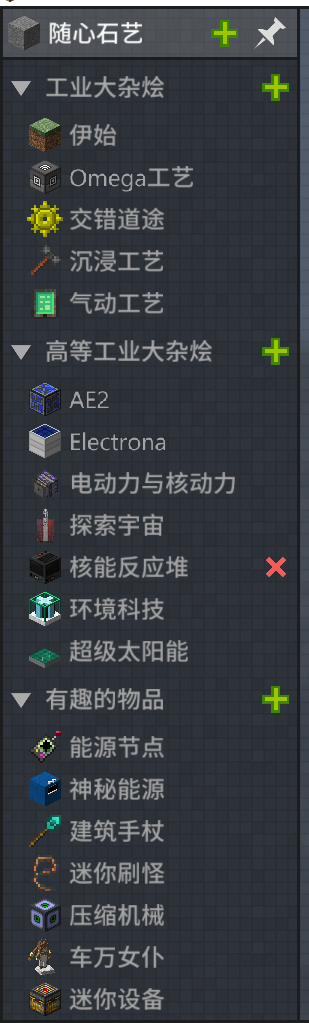 随心石艺
工业大杂烩
伊始
Omega工艺
交错道途
沉浸工艺
气动工艺
高等工业大杂烩
AE2
Electrona
电动力与核动力
探索宇宙
核能反应堆
环境科技
超级太阳能
有趣的物品
能源节点
神秘能源
建筑手杖
迷你刷怪
压缩机械
车万女仆
迷你设备